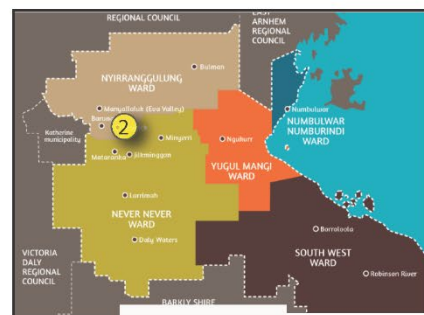 REGIONAL COUNCIL
EAST
ARNHEM
REGIONAL
COUNCIL
Bulman
NYIRRANGGULUNG
WARD
Manyallaluk (Eva Valley)
Numbulwar
NUMBULWAR
NUMBURINDI
WARD
2
Katherine
municipality
Minyerri
Ngukurr
Mataranka
Jilkminggan
YUGUL MANGI
WARD
Larrimah
NEVER NEVER
WARD
Daly Waters
Borroloola
SOUTH WEST
WARD
Robinson River
VICTORIA
DALY
REGIONAL
COUNCIL
BARKLY SHIRE